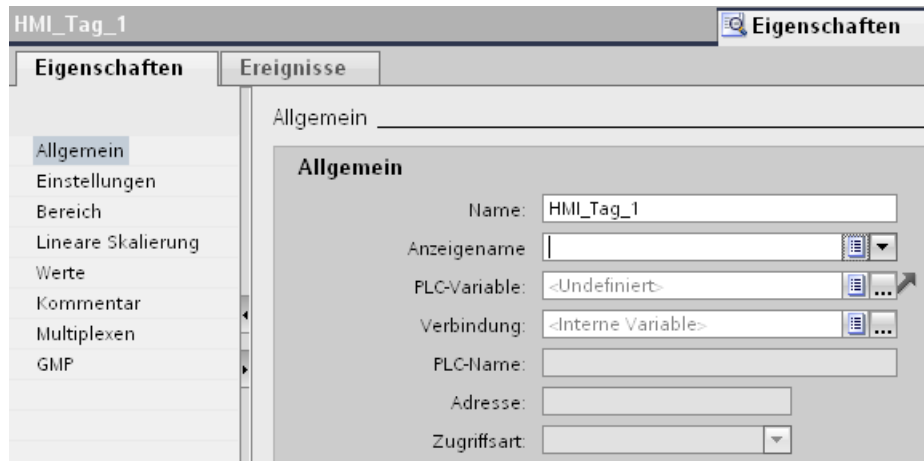 HMI_Tag_1
Eigenschaften
Eigenschaften
Ereignisse
Allgemein
Einstellungen
Bereich
Lineare Skalierung
Werte
Kommentar
Multiplexen
GMP
Allgemein
Allgemein
Name: HMI_Tag_1
Anzeigename
PLC-Variable: <Undefiniert> ...
Verbindung: <Interne Variable> ...
PLC-Name:
Adresse:
Zugriffsart: